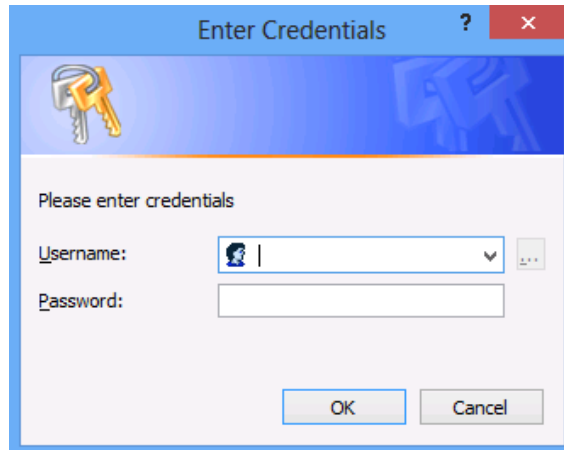 Enter Credentials ?
Please enter credentials
Username:
...
Password:
OK Cancel